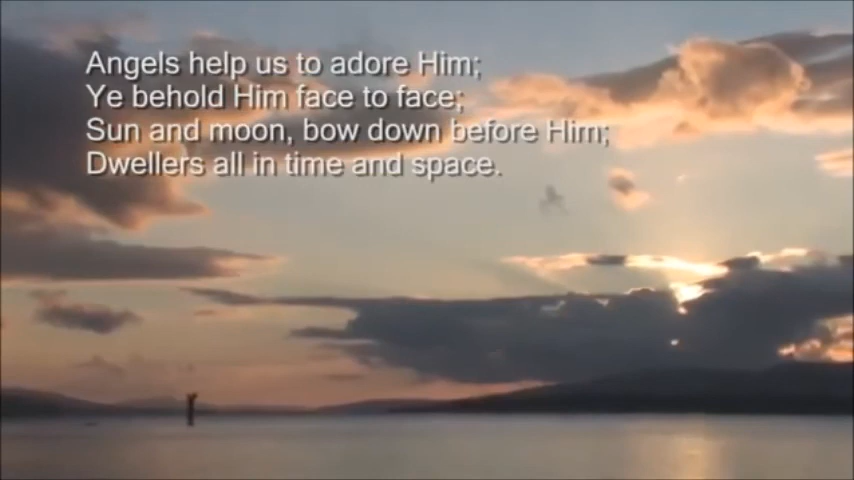 Angels help us to adore Him;
Ye behold Him face to face;
Sun and moon, bow down before Him;
Dwellers all in time and space.